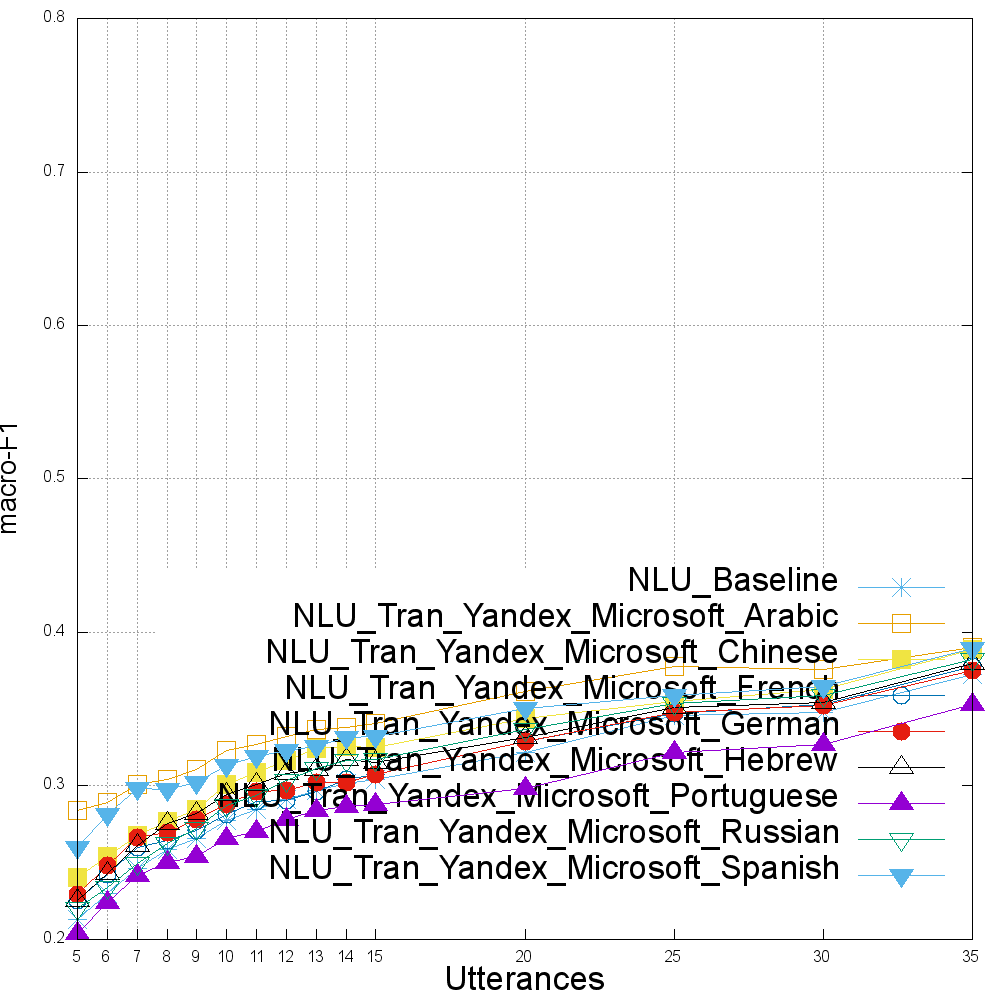 0.8
0.7
0.6
0.5
0.4
0.3
0.2
macro-F1
NLU_Baseline
NLU_Tran_Yandex_Microsoft_Arabic
NLU_Tran_Yandex_Microsoft_Chinese
NLU_Tran_Yandex_Microsoft_French
NLU_Tran_Yandex_Microsoft_German
NLU_Tran_Yandex_Microsoft_Hebrew
NLU_Tran_Yandex_Microsoft_Portuguese
NLU_Tran_Yandex_Microsoft_Russian
NLU_Tran_Yandex_Microsoft_Spanish
5 6 7 8 9 10 11 12 13 14 15 20 25 30 35
Utterances